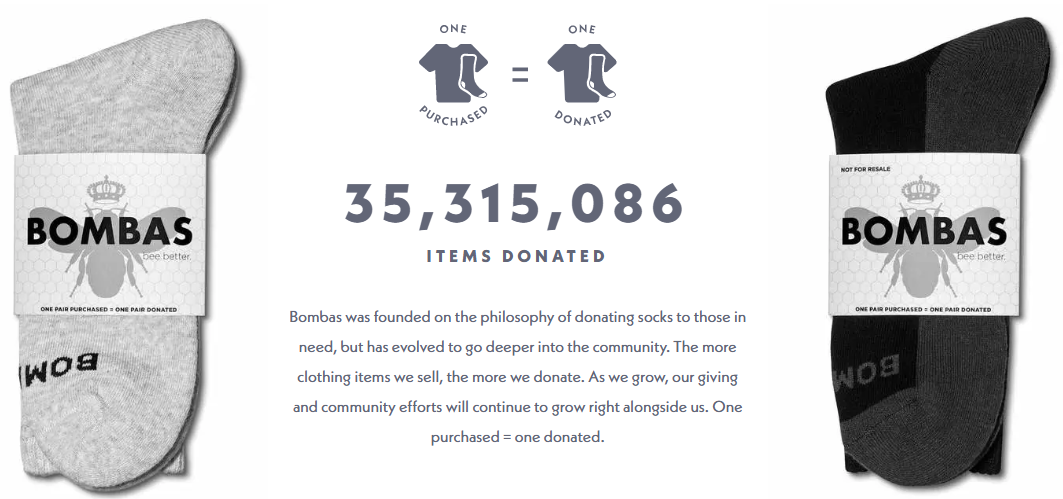 ONE
PURCHASED
=
ONE
DONATED
35,315,086
ITEMS DONATED
Bombas was founded on the philosophy of donating socks to those in
need, but has evolved to go deeper into the community. The more
clothing items we sell, the more we donate. As we grow, our giving
and community efforts will continue to grow right alongside us. One
purchased = one donated.
BOMBAS
bee better.
ONE PAIR PURCHASED = ONE PAIR DONATED
BOM
NOT FOR RESALE
BOMBAS
bee better.
ONE PAIR PURCHASED = ONE PAIR DONATED
BOM